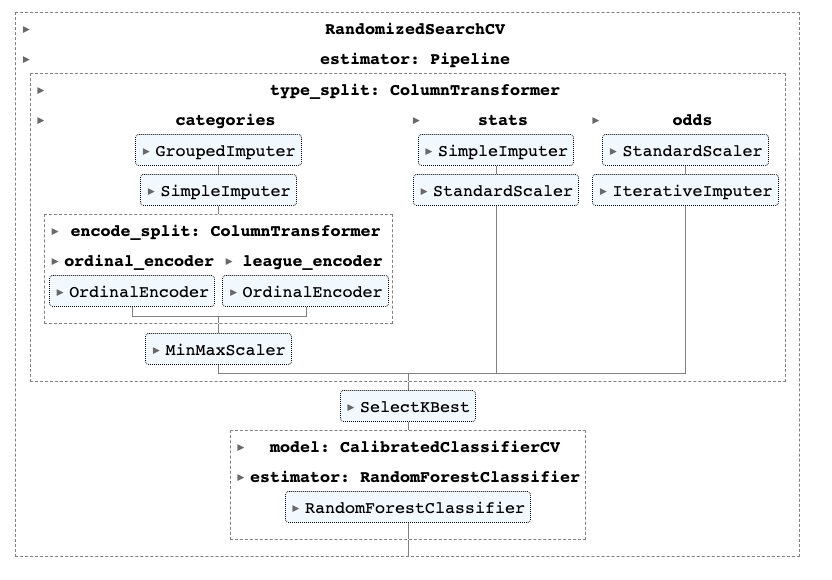 RandomizedSearchCV
estimator: Pipeline
type_split: ColumnTransformer
categories stats odds
GroupedImputer SimpleImputer StandardScaler
SimpleImputer StandardScaler IterativeImputer
encode_split: ColumnTransformer
ordinal_encoder league_encoder
OrdinalEncoder OrdinalEncoder
MinMaxScaler
SelectKBest
model: CalibratedClassifierCV
estimator: RandomForestClassifier
RandomForestClassifier